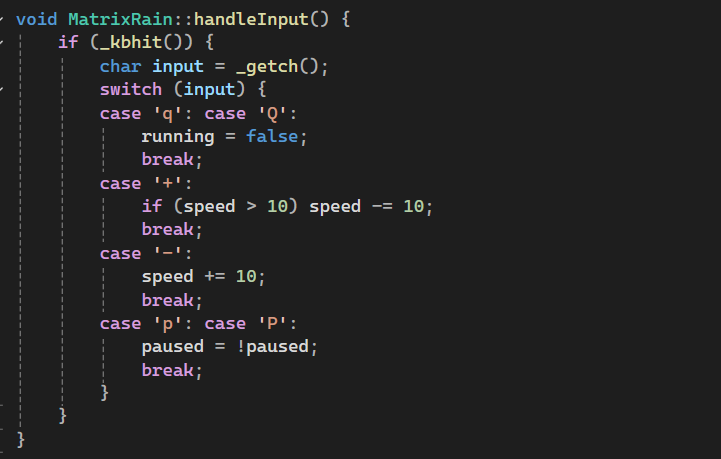 void MatrixRain::handleInput() {
    if (_kbhit()) {
        char input = _getch();
        switch (input) {
        case 'q': case 'Q':
            running = false;
            break;
        case '+':
            if (speed > 10) speed -= 10;
            break;
        case '-':
            speed += 10;
            break;
        case 'p': case 'P':
            paused = !paused;
            break;
        }
    }
}